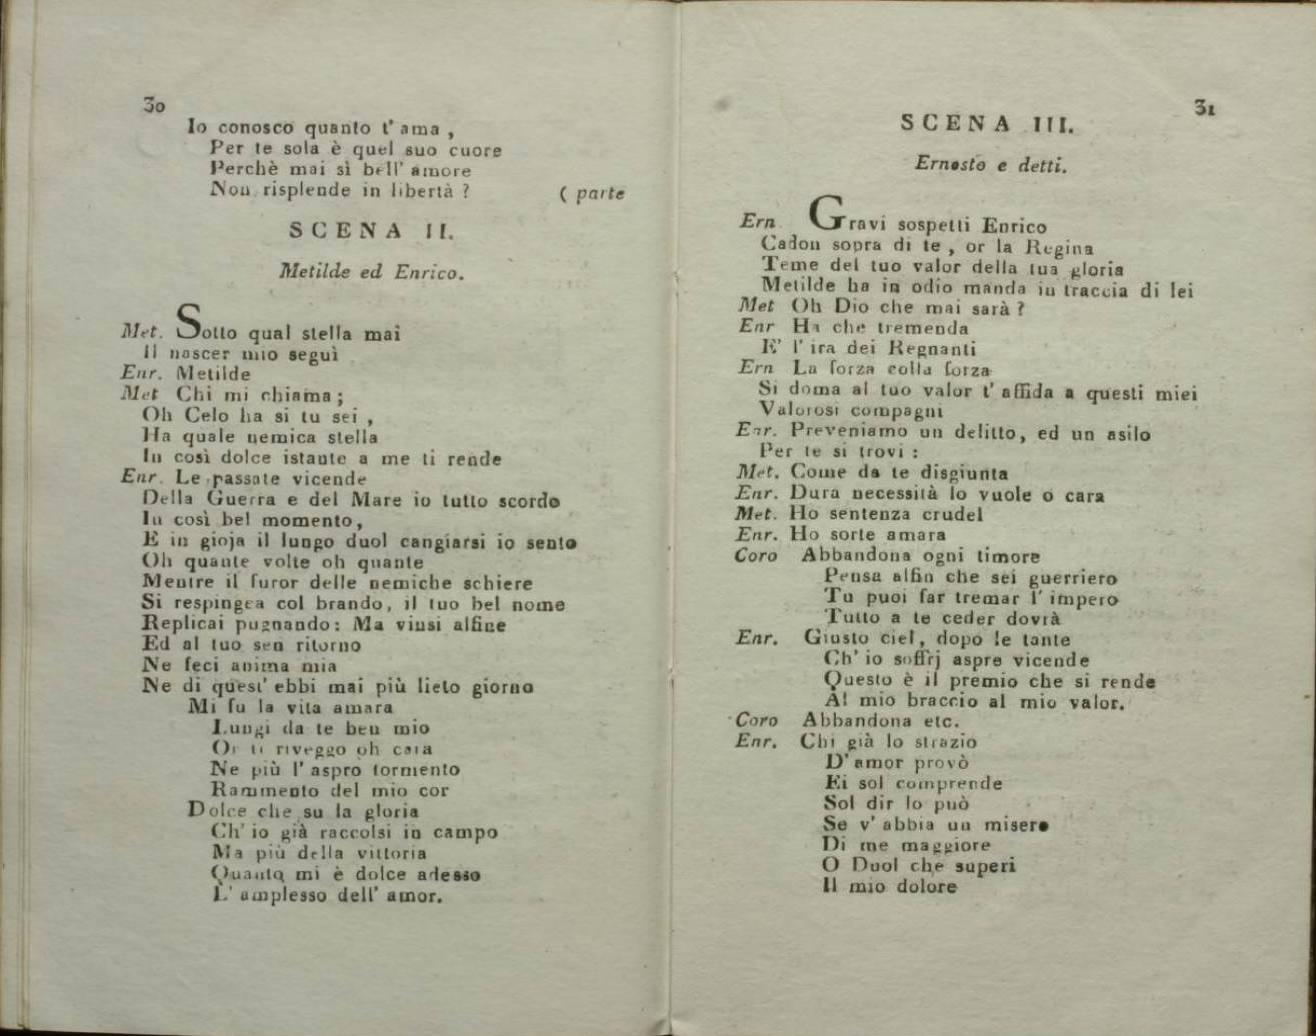 30
Io conosco quanto t' ama ,
Per te sola è quel suo cuore
Perchè mai sì bell' amore
Non risplende in libertà ? ( parte
SCENA II.
Metilde ed Enrico.
Met. Sotto qual stella mai
Il nascer mio seguì
Enr. Metilde
Met Chi mi chiama ;
Oh Celo ha si tu sei ,
Ha quale nemica stella
In così dolce istante a me ti rende
Enr. Le passate vicende
Della Guerra e del Mare io tutto scordo
In così bel momento,
E in gioja il lungo duol cangiarsi io sento
Oh quante volte oh quante
Mentre il furor delle nemiche schiere
Si respingea col brando, il tuo bel nome
Replicai pugnando: Ma vinsi alfine
Ed al tuo sen ritorno
Ne feci anima mia
Ne di quest' ebbi mai più lieto giorno
Mi fu la vita amara
Lungi da te ben mio
Or ti riveggo oh cara
Ne più l' aspro tormento
Rammento del mio cor
Dolce che su la gloria
Ch' io già raccolsi in campo
Ma più della vittoria
Quanto mi è dolce adesso
L' amplesso dell' amor.
31
SCENA III.
Ernesto e detti.
Ern. Gravi sospetti Enrico
Cadon sopra di te , or la Regina
Teme del tuo valor della tua gloria
Metilde ha in odio manda in traccia di lei
Met Oh Dio che mai sarà ?
Enr Ha che tremenda
E' l' ira dei Regnanti
Ern La forza colla forza
Si doma al tuo valor t' affida a questi miei
Valorosi compagni
Enr. Preveniamo un delitto, ed un asilo
Per te si trovi :
Met. Come da te disgiunta
Enr. Dura necessità lo vuole o cara
Met. Ho sentenza crudel
Enr. Ho sorte amara
Coro Abbandona ogni timore
Pensa alfin che sei guerriero
Tu puoi far tremar l' impero
Tutto a te ceder dovrà
Enr. Giusto ciel, dopo le tante
Ch' io soffrj aspre vicende
Questo è il premio che si rende
Al mio braccio al mio valor.
Coro Abbandona etc.
Enr. Chi già lo strazio
D' amor provò
Ei sol comprende
Sol dir lo può
Se v' abbia un misero
Di me maggiore
O Duol che superi
Il mio dolore